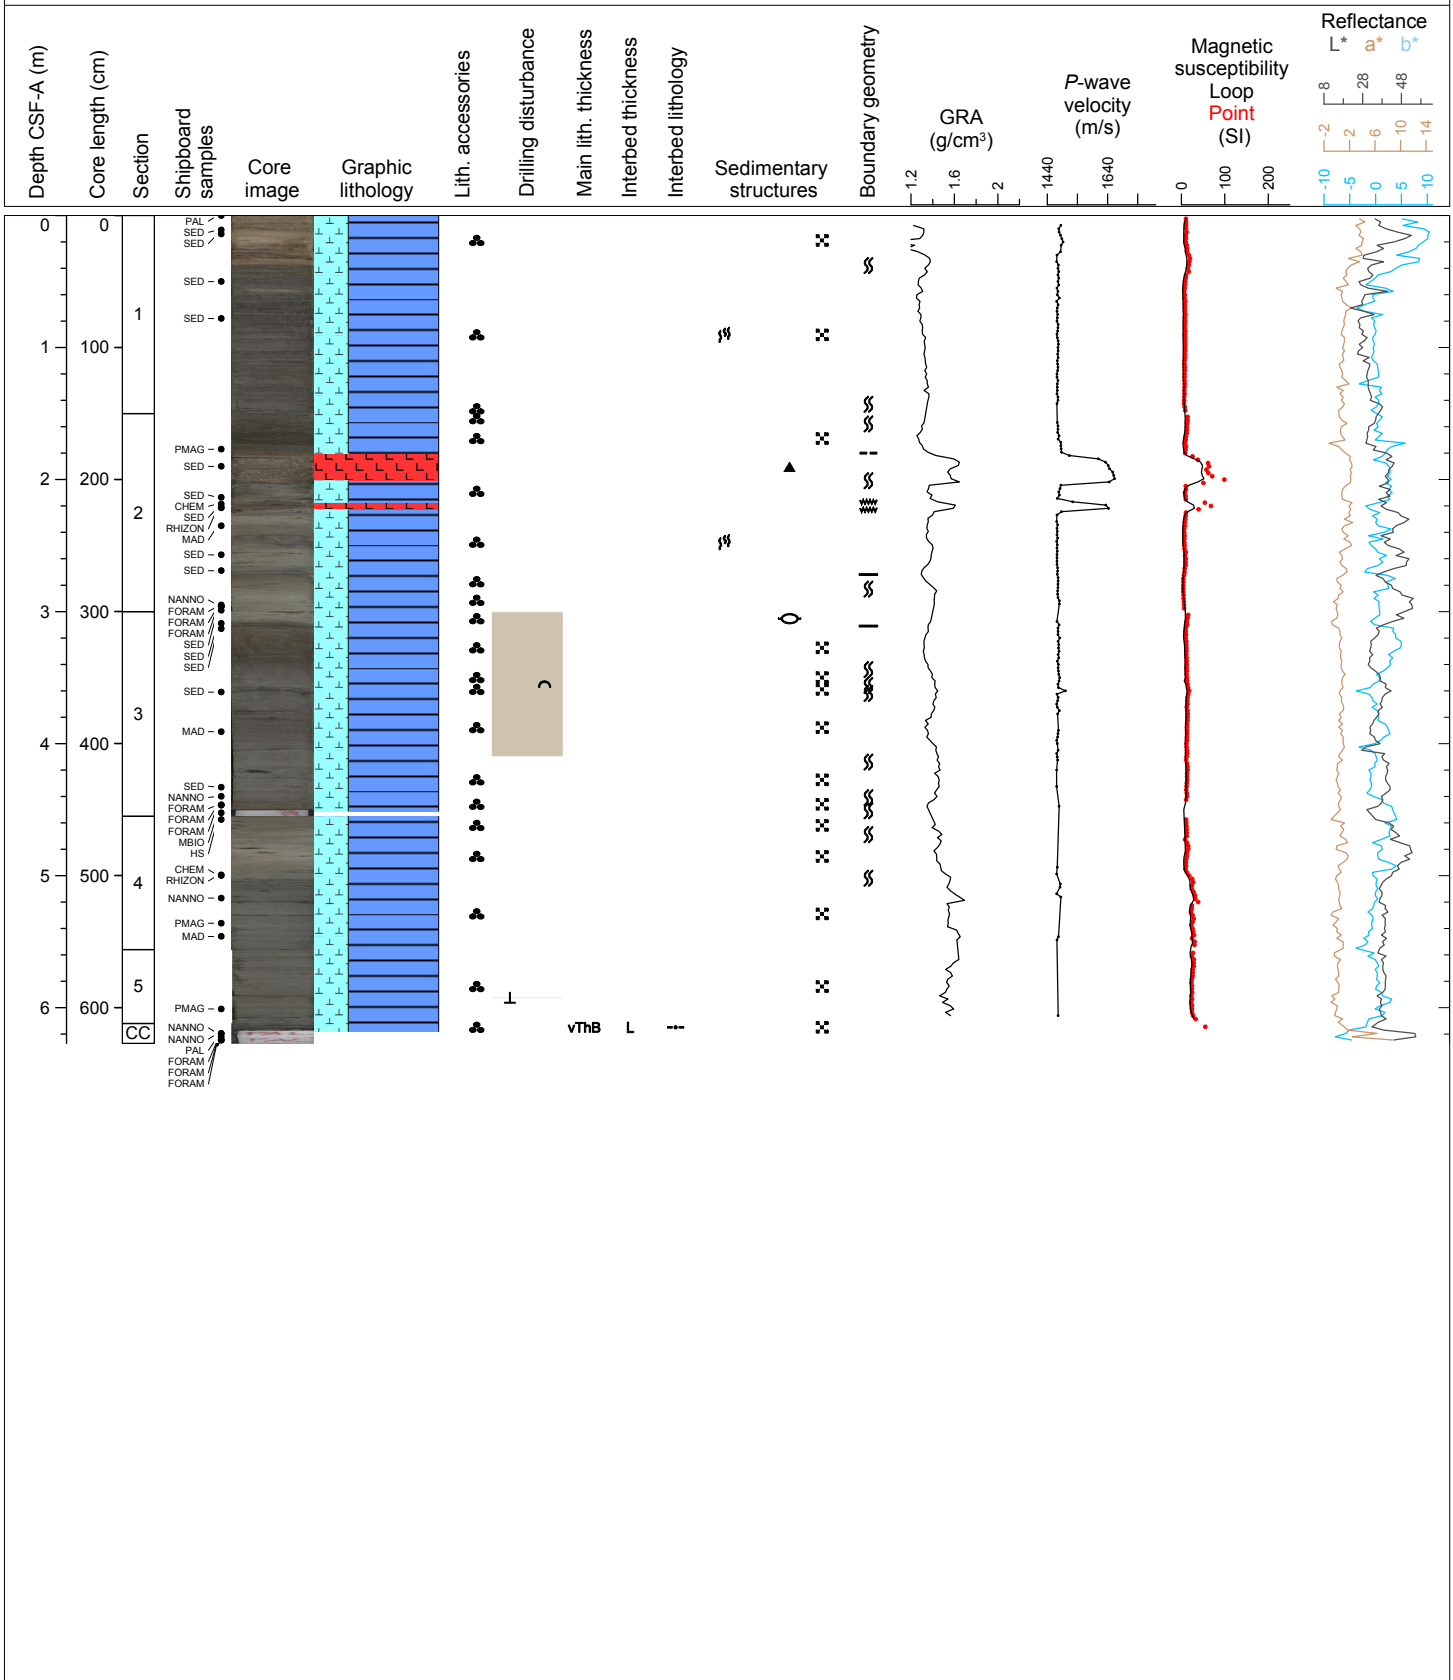 Depth CSF-A (m)
Core length (cm)
Section
Shipboard
samples
Core
image
Graphic
lithology
Lith. accessories
Drilling disturbance
Main lith. thickness
Interbed thickness
Interbed lithology
Sedimentary
structures
Boundary geometry
GRA
(g/cm³)
1.2
1.6
2
P-wave
velocity
(m/s)
1440
1640
Magnetic
susceptibility
Loop
Point
(SI)
0
100
200
Reflectance
L* a* b*
8
28
48
-2
2
6
10
14
-10
-5
0
5
10
0
1
2
3
4
5
6
0
100
200
300
400
500
600
1
2
3
4
5
CC
PAL
SED
SED
SED
SED
PMAG
SED
SED
CHEM
SED
RHIZON
MAD
SED
SED
NANNO
FORAM
FORAM
FORAM
SED
SED
SED
SED
MAD
SED
NANNO
FORAM
FORAM
FORAM
MBIO
HS
CHEM
RHIZON
NANNO
PMAG
MAD
PMAG
NANNO
NANNO
PAL
FORAM
FORAM
FORAM
vThB
L